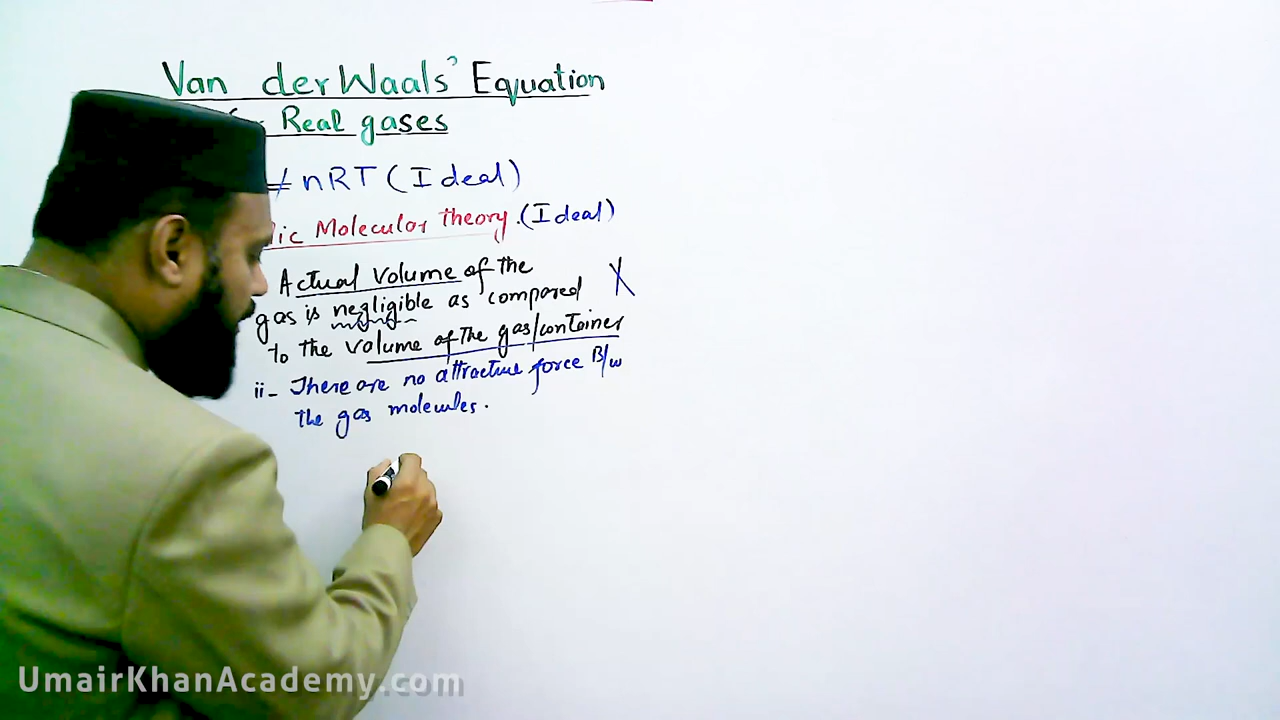 Van der Waals' Equation
Real gases
≠ nRT (Ideal)
tic Molecular theory. (Ideal)
Actual Volume of the
gas is negligible as compared X
to the volume of the gas/container
ii- There are no attractive force B/w
the gas molecules.
UmairKhanAcademy.com